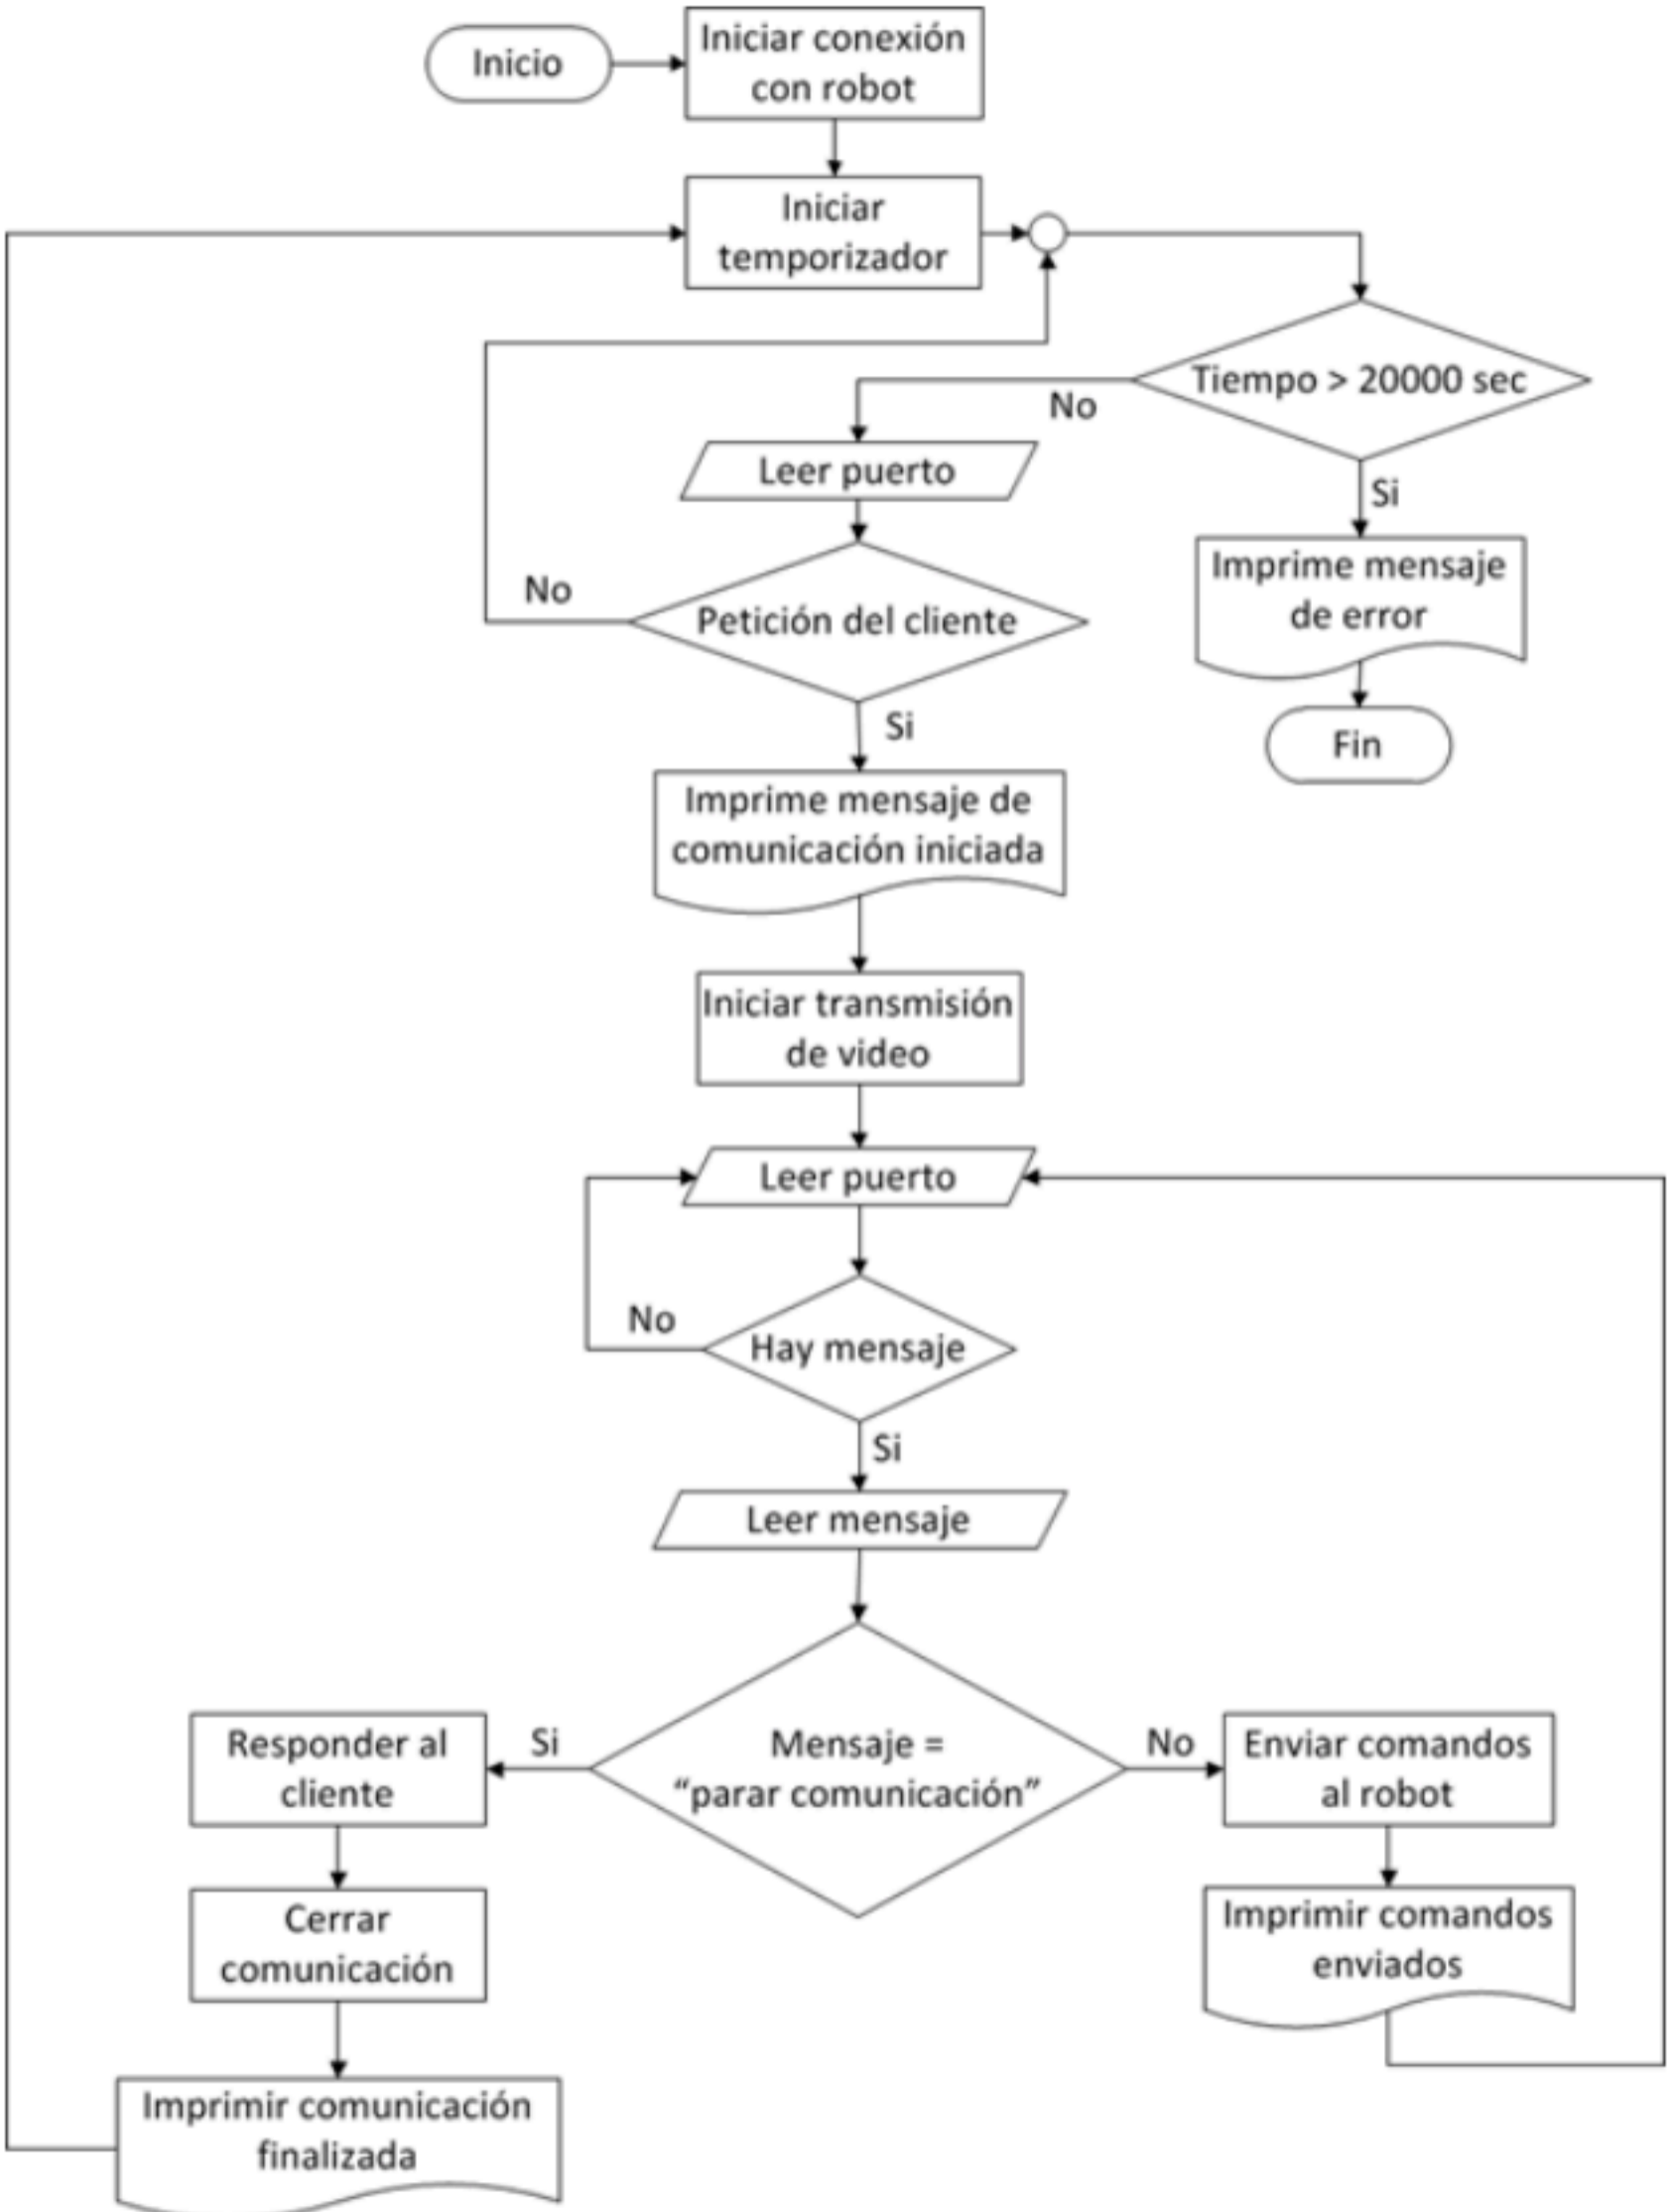 Inicio
Iniciar conexión
con robot
Iniciar
temporizador
Tiempo > 20000 sec
No
Si
Leer puerto
Imprime mensaje
de error
Fin
Petición del cliente
No
Si
Imprime mensaje de
comunicación iniciada
Iniciar transmisión
de video
Leer puerto
Hay mensaje
No
Si
Leer mensaje
Mensaje =
“parar comunicación”
Si
No
Responder al
cliente
Cerrar
comunicación
Imprimir comunicación
finalizada
Enviar comandos
al robot
Imprimir comandos
enviados